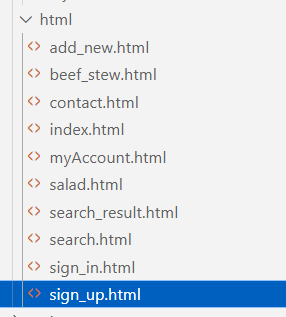 html
add_new.html
beef_stew.html
contact.html
index.html
myAccount.html
salad.html
search_result.html
search.html
sign_in.html
sign_up.html